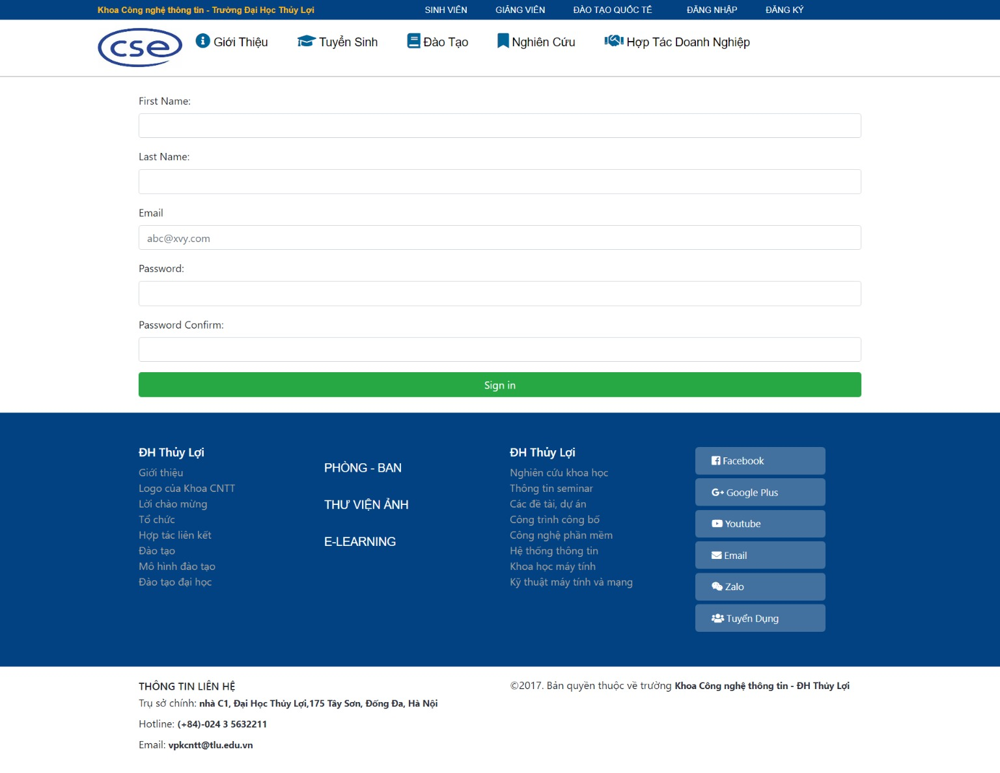 Khoa Công nghệ thông tin - Trường Đại Học Thủy Lợi
SINH VIÊN
GIẢNG VIÊN
ĐÀO TẠO QUỐC TẾ
ĐĂNG NHẬP
ĐĂNG KÝ
cse
Giới Thiệu
Tuyển Sinh
Đào Tạo
Nghiên Cứu
Hợp Tác Doanh Nghiệp
First Name:
Last Name:
Email
abc@xvy.com
Password:
Password Confirm:
Sign in
ĐH Thủy Lợi
Giới thiệu
Logo của Khoa CNTT
Lời chào mừng
Tổ chức
Hợp tác liên kết
Đào tạo
Mô hình đào tạo
Đào tạo đại học
PHÒNG - BAN
THƯ VIỆN ẢNH
E-LEARNING
ĐH Thủy Lợi
Nghiên cứu khoa học
Thông tin seminar
Các đề tài, dự án
Công trình công bố
Công nghệ phần mềm
Hệ thống thông tin
Khoa học máy tính
Kỹ thuật máy tính và mạng
Facebook
Google Plus
Youtube
Email
Zalo
Tuyển Dụng
THÔNG TIN LIÊN HỆ
Trụ sở chính: nhà C1, Đại Học Thủy Lợi,175 Tây Sơn, Đống Đa, Hà Nội
Hotline: (+84)-024 3 5632211
Email: vpkcntt@tlu.edu.vn
©2017. Bản quyền thuộc về trường Khoa Công nghệ thông tin - ĐH Thủy Lợi